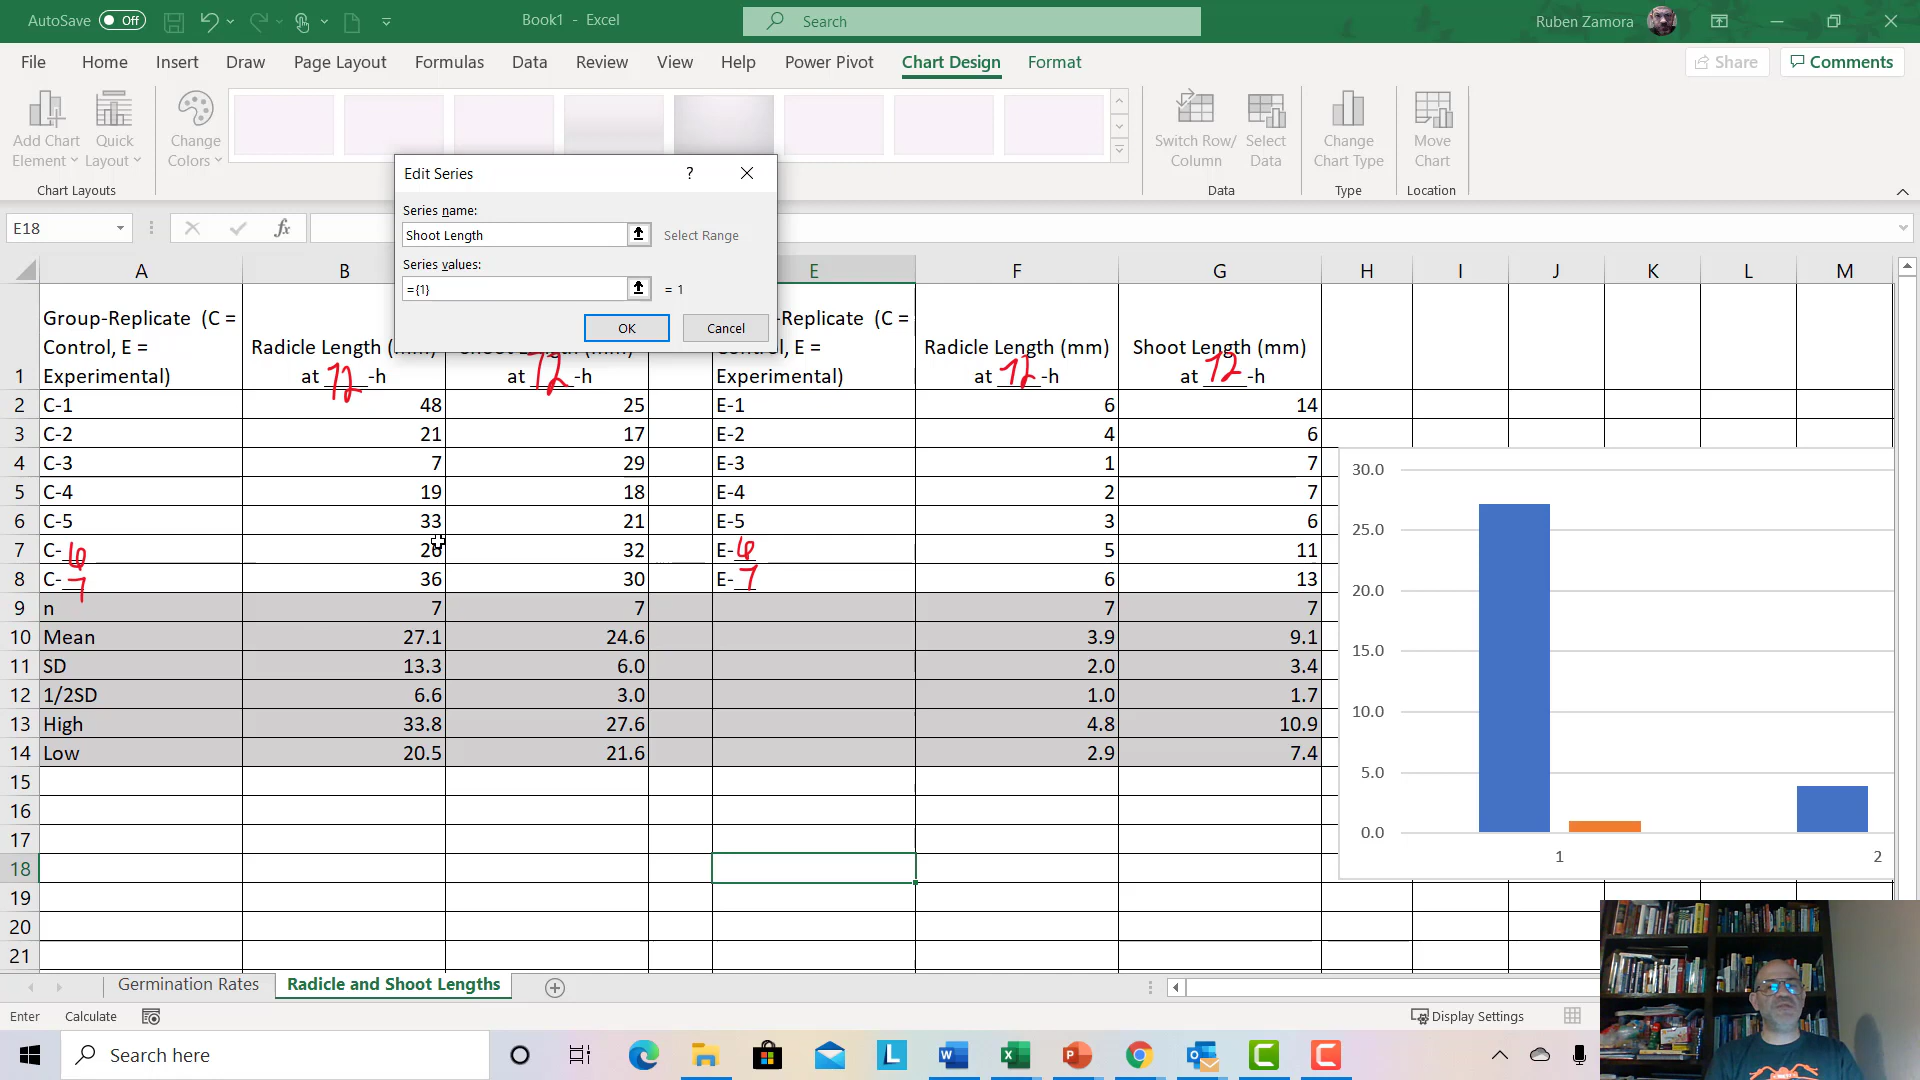 AutoSave Off Book1 - Excel Search Ruben Zamora
File Home Insert Draw Page Layout Formulas Data Review View Help Power Pivot Chart Design Format Share Comments
Add Chart Element Quick Layout Change Colors Switch Row/ Column Select Data Change Chart Type Move Chart
Chart Layouts Data Type Location
Edit Series ?
Series name:
Shoot Length Select Range
Series values:
={1} = 1
OK Cancel
E18 fx
A B E F G H I J K L M
1 Group-Replicate (C = Control, E = Experimental) Radicle Length (mm) at 72 -h at 72 -h -Replicate (C = Control, E = Experimental) Radicle Length (mm) at 72 -h Shoot Length (mm) at 72 -h
2 C-1 48 25 E-1 6 14
3 C-2 21 17 E-2 4 6
4 C-3 7 29 E-3 1 7
5 C-4 19 18 E-4 2 7
6 C-5 33 21 E-5 3 6
7 C-6 26 32 E-6 5 11
8 C-7 36 30 E-7 6 13
9 n 7 7 7 7
10 Mean 27.1 24.6 3.9 9.1
11 SD 13.3 6.0 2.0 3.4
12 1/2SD 6.6 3.0 1.0 1.7
13 High 33.8 27.6 4.8 10.9
14 Low 20.5 21.6 2.9 7.4
15
16
17
18
19
20
21
30.0
25.0
20.0
15.0
10.0
5.0
0.0
1 2
Germination Rates Radicle and Shoot Lengths
Enter Calculate Display Settings
Search here